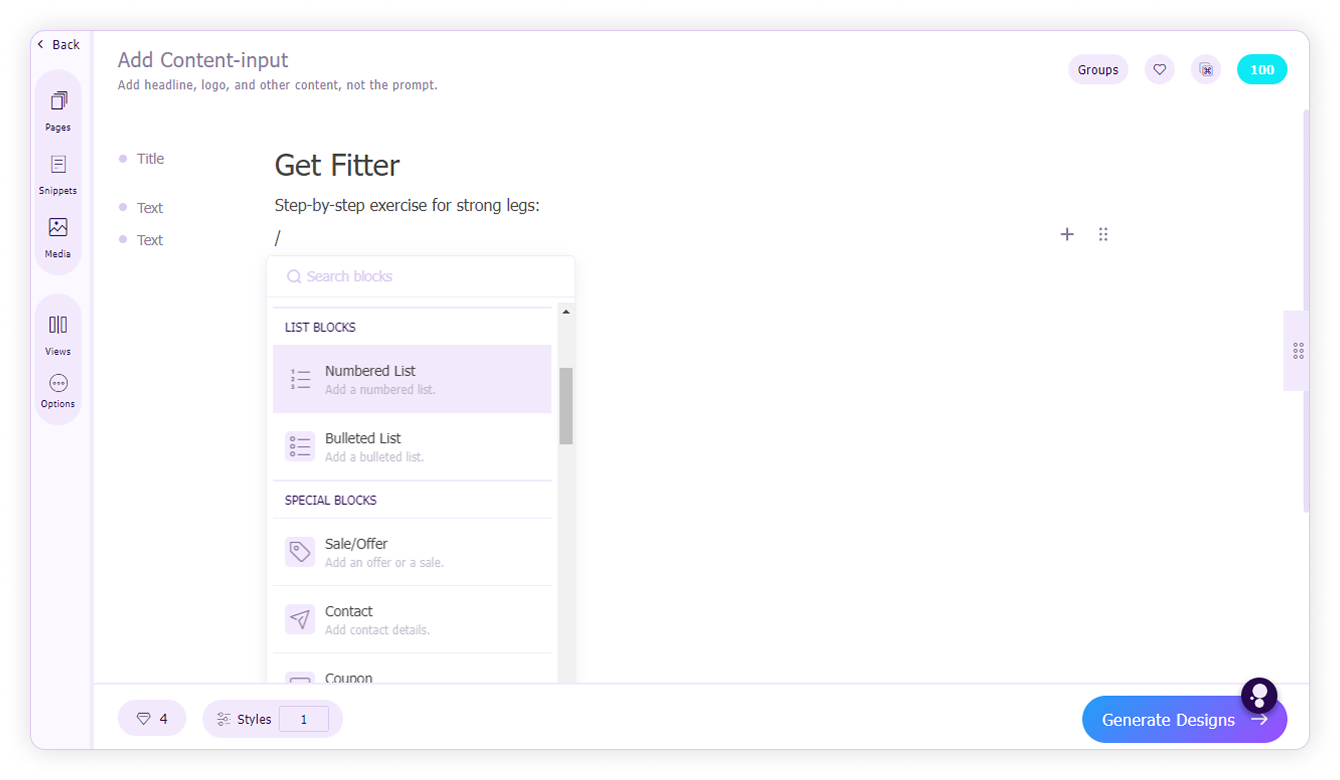 Back
Pages
Snippets
Media
Views
Options
Add Content-input
Add headline, logo, and other content, not the prompt.
Groups
100
Title
Get Fitter
Text
Step-by-step exercise for strong legs:
Text
/
Search blocks
LIST BLOCKS
1
2
3
Numbered List
Add a numbered list.
Bulleted List
Add a bulleted list.
SPECIAL BLOCKS
Sale/Offer
Add an offer or a sale.
Contact
Add contact details.
Coupon
4
Styles 1
Generate Designs